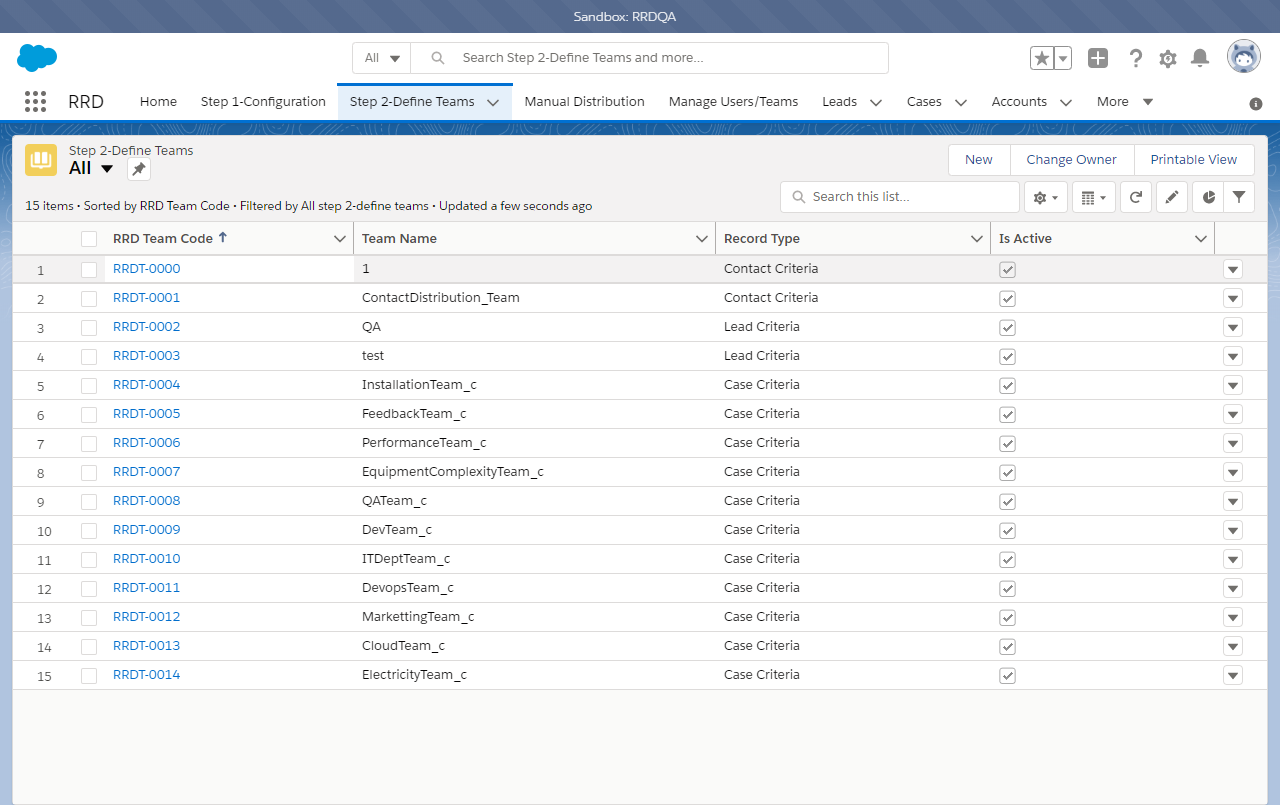 Sandbox: RRDQA
All Search Step 2-Define Teams and more...
RRD Home Step 1-Configuration Step 2-Define Teams Manual Distribution Manage Users/Teams Leads Cases Accounts More
Step 2-Define Teams
All
New Change Owner Printable View
15 items • Sorted by RRD Team Code • Filtered by All step 2-define teams • Updated a few seconds ago
Search this list...
RRD Team Code Team Name Record Type Is Active
1 RRDT-0000 1 Contact Criteria
2 RRDT-0001 ContactDistribution_Team Contact Criteria
3 RRDT-0002 QA Lead Criteria
4 RRDT-0003 test Lead Criteria
5 RRDT-0004 InstallationTeam_c Case Criteria
6 RRDT-0005 FeedbackTeam_c Case Criteria
7 RRDT-0006 PerformanceTeam_c Case Criteria
8 RRDT-0007 EquipmentComplexityTeam_c Case Criteria
9 RRDT-0008 QATeam_c Case Criteria
10 RRDT-0009 DevTeam_c Case Criteria
11 RRDT-0010 ITDeptTeam_c Case Criteria
12 RRDT-0011 DevopsTeam_c Case Criteria
13 RRDT-0012 MarkettingTeam_c Case Criteria
14 RRDT-0013 CloudTeam_c Case Criteria
15 RRDT-0014 ElectricityTeam_c Case Criteria